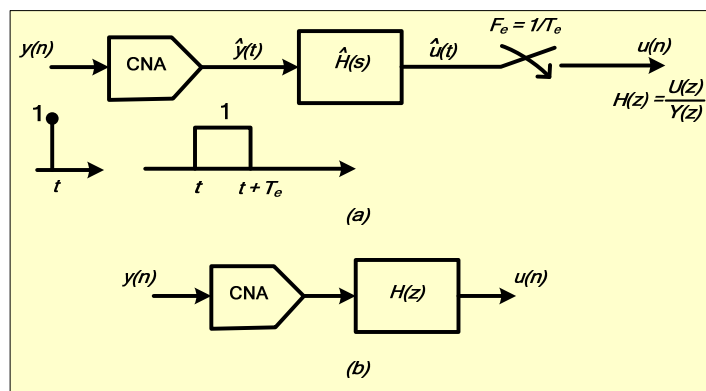 y(n)
CNA
ŷ(t)
Ĥ(s)
û(t)
Fₑ = 1/Tₑ
u(n)
H(z) = U(z)/Y(z)
1
t
1
t
t + Tₑ
(a)
y(n)
CNA
H(z)
u(n)
(b)